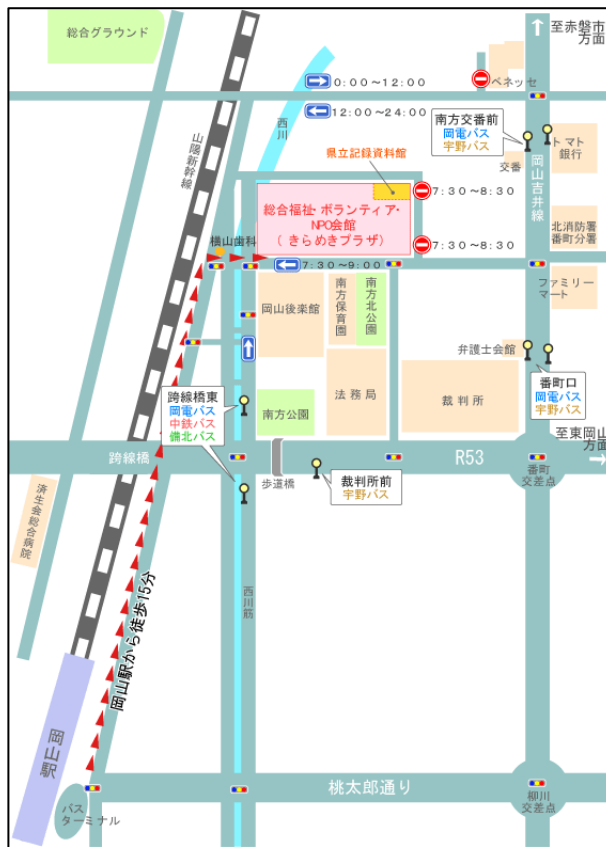 総合グラウンド
至赤磐市
方面
0:00～12:00
ベネッセ
12:00～24:00
西川
山陽新幹線
南方交番前
岡電バス
宇野バス
交番
トマト
銀行
岡山吉井線
県立記録資料館
7:30～8:30
総合福祉・ボランティア・
NPO会館
（きらめきプラザ）
北消防署
番町分署
横山歯科
7:30～8:30
7:30～9:00
岡山後楽館
南方保育園
南方北公園
ファミリー
マート
弁護士会館
跨線橋東
岡電バス
中鉄バス
備北バス
南方公園
法務局
裁判所
番町口
岡電バス
宇野バス
至東岡山
方面
跨線橋
R53
歩道橋
裁判所前
宇野バス
番町
交差点
済生会総合病院
西川筋
岡山駅から徒歩15分
岡山駅
バス
ターミナル
桃太郎通り
柳川
交差点